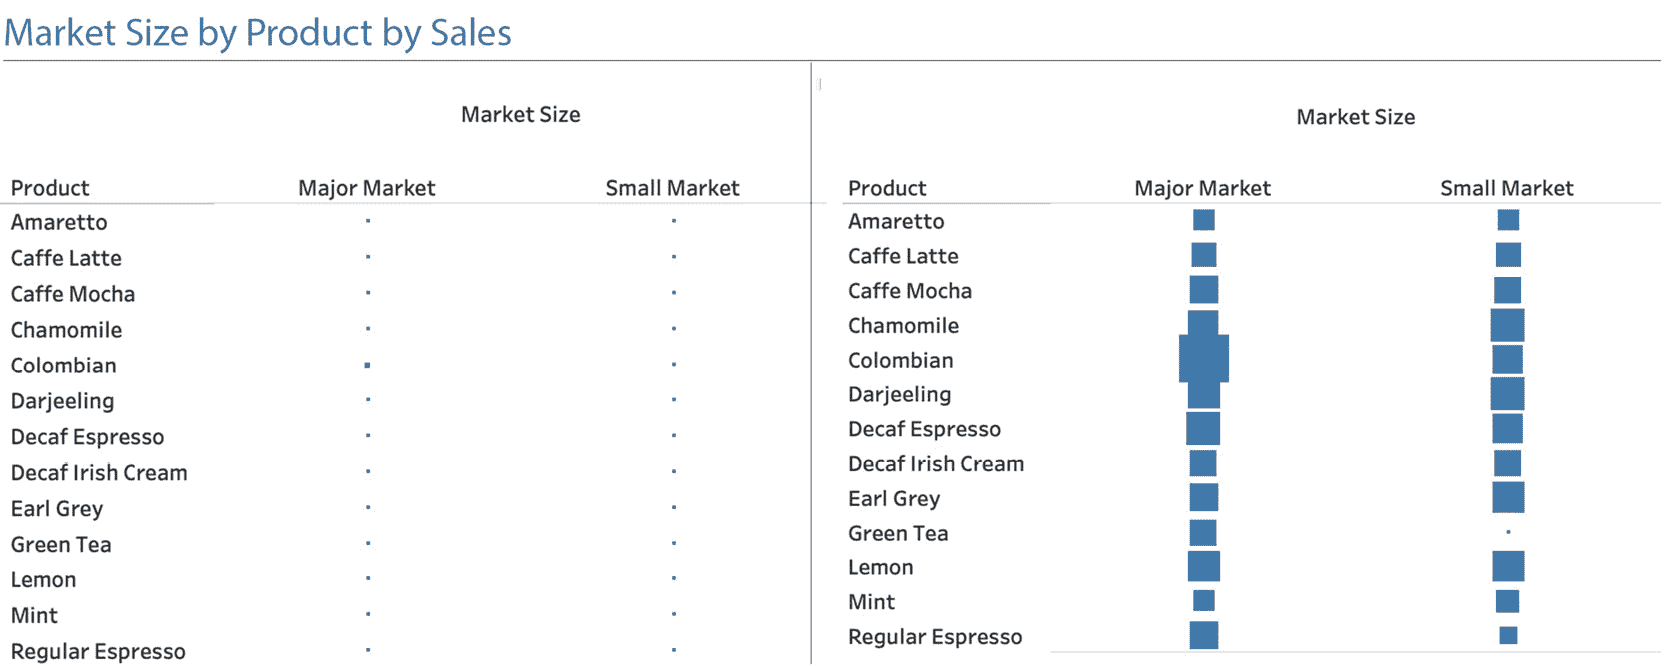 Market Size by Product by Sales
Market Size
Product Major Market Small Market
Amaretto
Caffe Latte
Caffe Mocha
Chamomile
Colombian
Darjeeling
Decaf Espresso
Decaf Irish Cream
Earl Grey
Green Tea
Lemon
Mint
Regular Espresso
Market Size
Product Major Market Small Market
Amaretto
Caffe Latte
Caffe Mocha
Chamomile
Colombian
Darjeeling
Decaf Espresso
Decaf Irish Cream
Earl Grey
Green Tea
Lemon
Mint
Regular Espresso